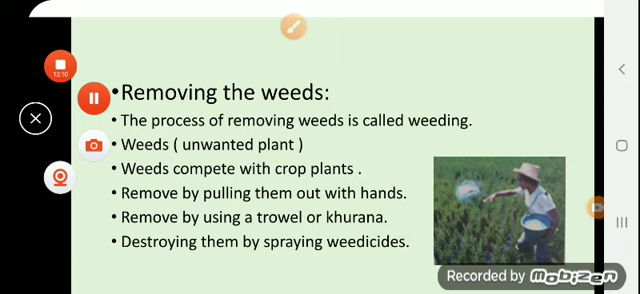 12:10
•Removing the weeds:
• The process of removing weeds is called weeding.
• Weeds ( unwanted plant )
• Weeds compete with crop plants .
• Remove by pulling them out with hands.
• Remove by using a trowel or khurana.
• Destroying them by spraying weedicides.
Recorded by Mobizen